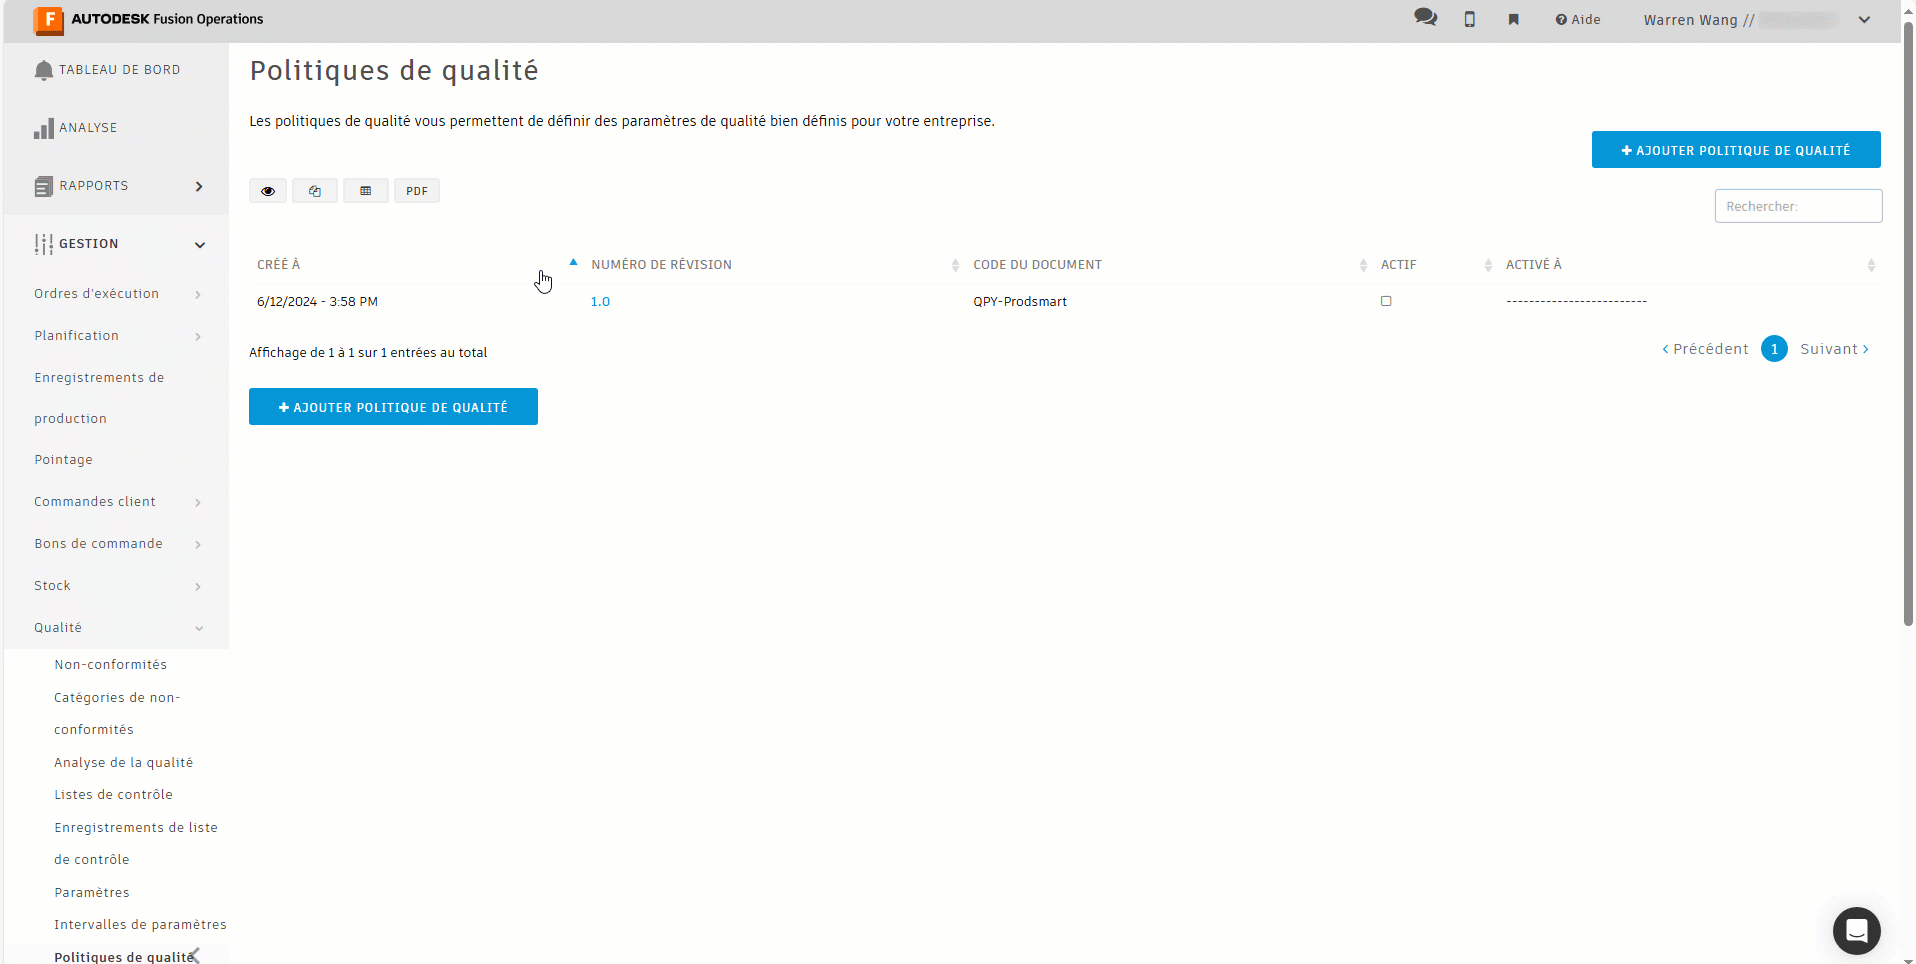 F AUTODESK Fusion Operations
Aide
Warren Wang //
TABLEAU DE BORD
ANALYSE
RAPPORTS
GESTION
Ordres d'exécution
Planification
Enregistrements de
production
Pointage
Commandes client
Bons de commande
Stock
Qualité
Non-conformités
Catégories de non-
conformités
Analyse de la qualité
Listes de contrôle
Enregistrements de liste
de contrôle
Paramètres
Intervalles de paramètres
Politiques de qualité
Politiques de qualité
Les politiques de qualité vous permettent de définir des paramètres de qualité bien définis pour votre entreprise.
+ AJOUTER POLITIQUE DE QUALITÉ
PDF
Rechercher:
CRÉÉ À NUMÉRO DE RÉVISION CODE DU DOCUMENT ACTIF ACTIVÉ À
6/12/2024 - 3:58 PM 1.0 QPY-Prodsmart -------------------------
Affichage de 1 à 1 sur 1 entrées au total
< Précédent 1 Suivant >
+ AJOUTER POLITIQUE DE QUALITÉ